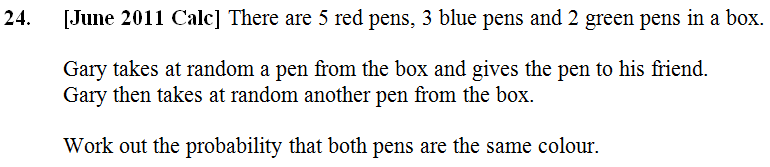 24. [June 2011 Calc] There are 5 red pens, 3 blue pens and 2 green pens in a box.
Gary takes at random a pen from the box and gives the pen to his friend.
Gary then takes at random another pen from the box.
Work out the probability that both pens are the same colour.